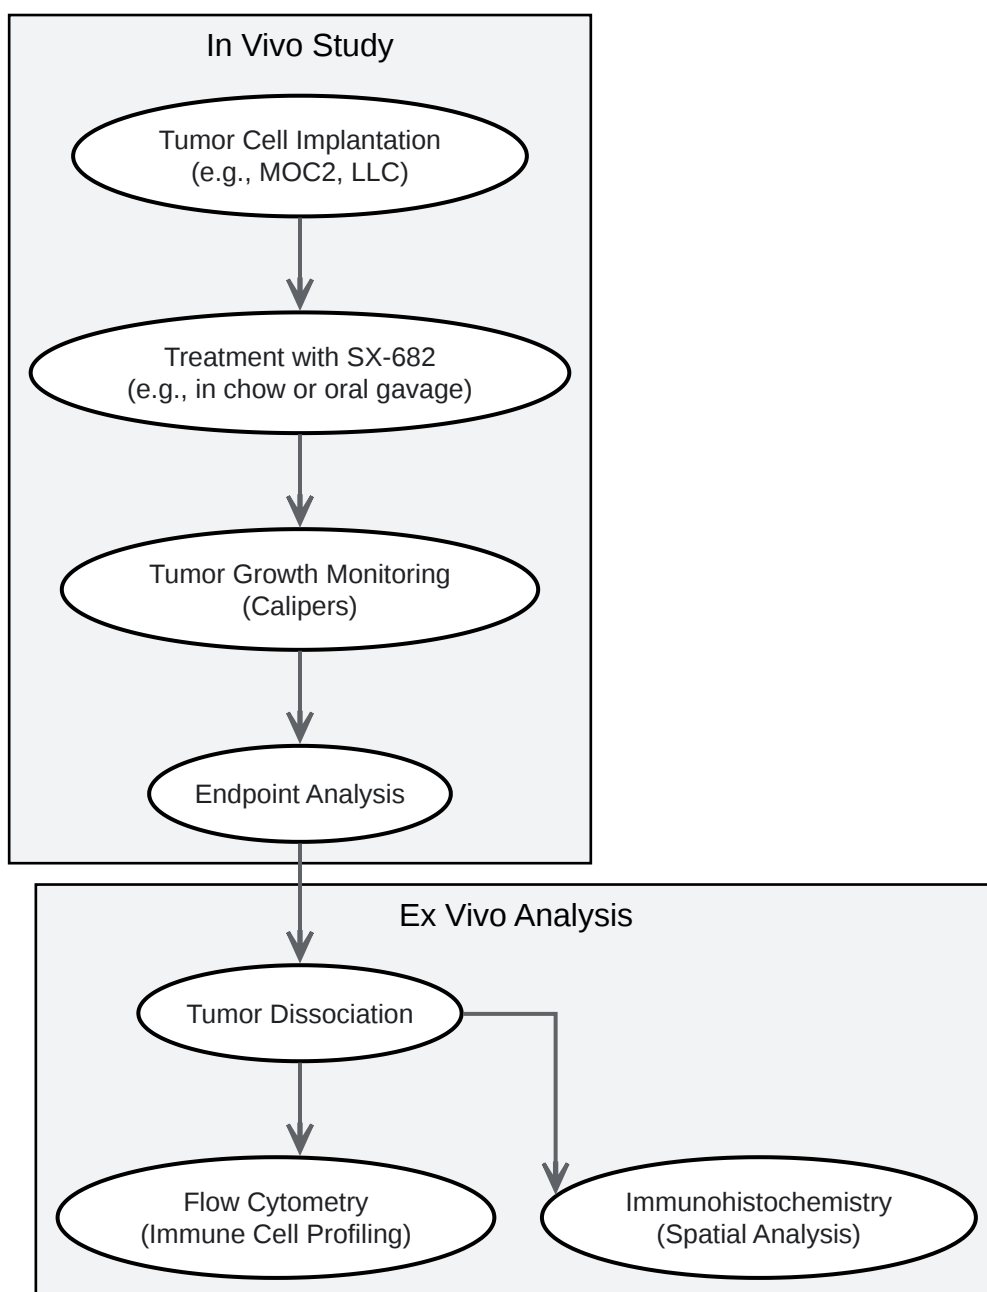 In Vivo Study
Tumor Cell Implantation
(e.g., MOC2, LLC)
Treatment with SX-682
(e.g., in chow or oral gavage)
Tumor Growth Monitoring
(Calipers)
Endpoint Analysis
Ex Vivo Analysis
Tumor Dissociation
Flow Cytometry
(Immune Cell Profiling)
Immunohistochemistry
(Spatial Analysis)